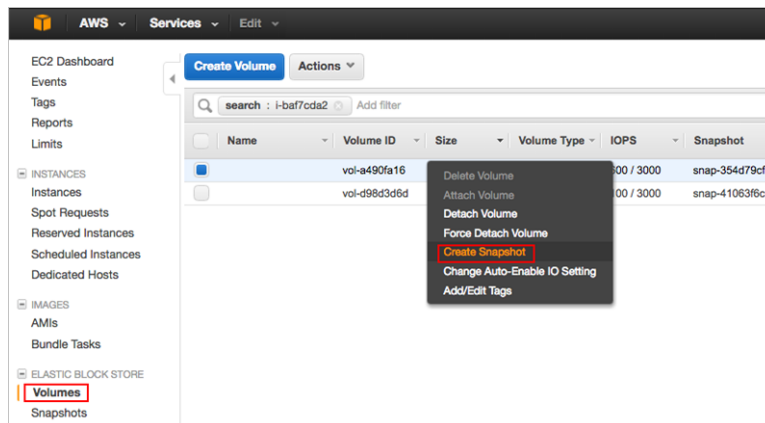 AWS Services Edit
EC2 Dashboard
Events
Tags
Reports
Limits
INSTANCES
Instances
Spot Requests
Reserved Instances
Scheduled Instances
Dedicated Hosts
IMAGES
AMIs
Bundle Tasks
ELASTIC BLOCK STORE
Volumes
Snapshots
Create Volume Actions
search : i-baf7cda2 Add filter
Name Volume ID Size Volume Type IOPS Snapshot
vol-a490fa16 600 / 3000 snap-354d79cf
vol-d98d3d6d 100 / 3000 snap-41063f6c
Delete Volume
Attach Volume
Detach Volume
Force Detach Volume
Create Snapshot
Change Auto-Enable IO Setting
Add/Edit Tags